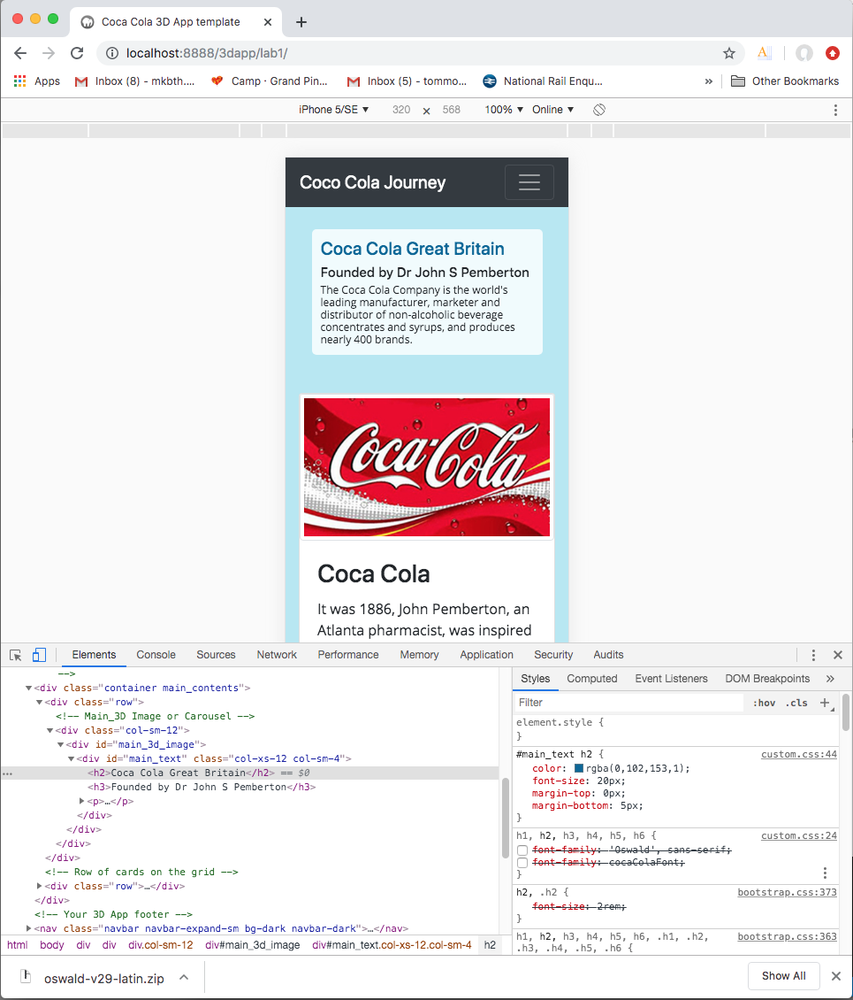 Coca Cola 3D App template
localhost:8888/3dapp/lab1/
Apps
Inbox (8) - mkbth....
Camp · Grand Pin...
Inbox (5) - tommo...
National Rail Enqu...
»
Other Bookmarks
iPhone 5/SE ▼ 320 × 568 100% ▼ Online ▼
Coco Cola Journey
Coca Cola Great Britain
Founded by Dr John S Pemberton
The Coca Cola Company is the world's
leading manufacturer, marketer and
distributor of non-alcoholic beverage
concentrates and syrups, and produces
nearly 400 brands.
Coca-Cola
Coca Cola
It was 1886, John Pemberton, an
Atlanta pharmacist, was inspired
Elements Console Sources Network Performance Memory Application Security Audits
-->
<div class="container main_contents">
<div class="row">
<!-- Main_3D Image or Carousel -->
<div class="col-sm-12">
<div id="main_3d_image">
<div id="main_text" class="col-xs-12 col-sm-4">
<h2>Coca Cola Great Britain</h2> == $0
<h3>Founded by Dr John S Pemberton</h3>
<p>…</p>
</div>
</div>
</div>
</div>
<!-- Row of cards on the grid -->
<div class="row">…</div>
</div>
<!-- Your 3D App footer -->
<nav class="navbar navbar-expand-sm bg-dark navbar-dark">…</nav>
html body div div div.col-sm-12 div#main_3d_image div#main_text.col-xs-12.col-sm-4 h2
Styles Computed Event Listeners DOM Breakpoints »
Filter :hov .cls +
element.style {
}
#main_text h2 { custom.css:44
color: rgba(0,102,153,1);
font-size: 20px;
margin-top: 0px;
margin-bottom: 5px;
}
h1, h2, h3, h4, h5, h6 { custom.css:24
font-family: 'Oswald', sans-serif;
font-family: cocaColaFont;
}
h2, .h2 { bootstrap.css:373
font-size: 2rem;
}
h1, h2, h3, h4, h5, h6, .h1, .h2, bootstrap.css:363
.h3, .h4, .h5, .h6 {
oswald-v29-latin.zip
Show All